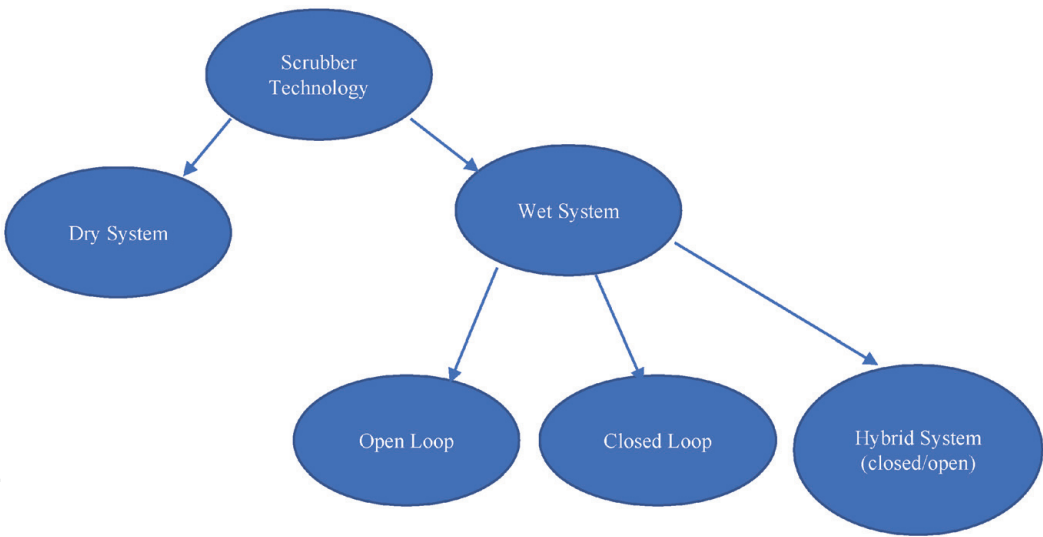 Scrubber
Technology
Dry System
Wet System
Open Loop
Closed Loop
Hybrid System
(closed/open)